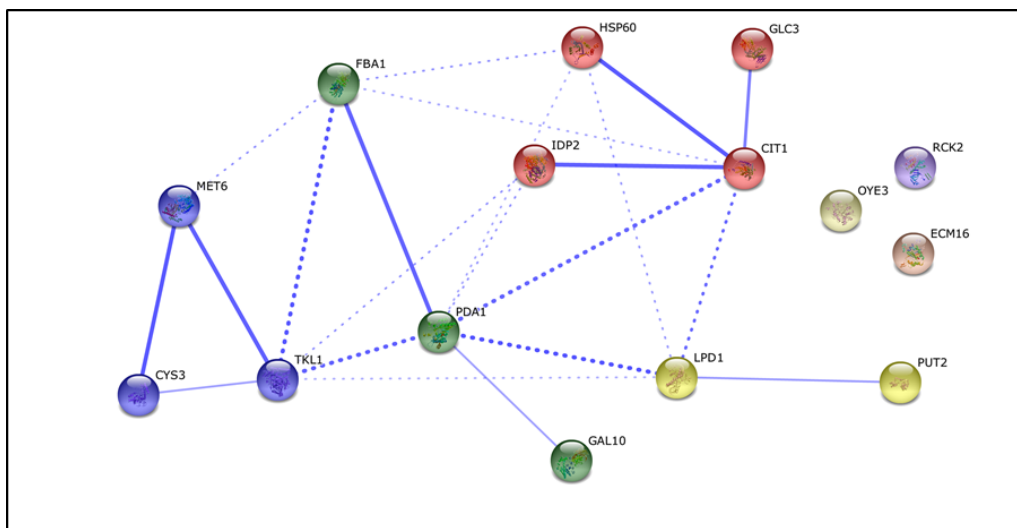 HSP60
GLC3
FBA1
IDP2
CIT1
RCK2
OYE3
MET6
ECM16
PDA1
TKL1
LPD1
PUT2
CYS3
GAL10